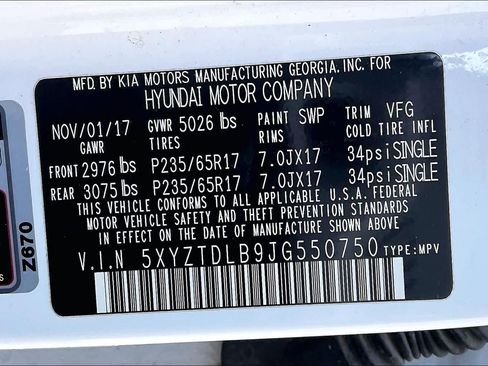 MFD. BY KIA MOTORS MANUFACTURING GEORGIA, INC. FOR
HYUNDAI MOTOR COMPANY
NOV/01/17 GVWR 5026 lbs PAINT SWP TRIM VFG
GAWR TIRES RIMS COLD TIRE INFL
FRONT 2976 lbs P235/65R17 7.0JX17 34psi SINGLE
REAR 3075 lbs P235/65R17 7.0JX17 34psi SINGLE
THIS VEHICLE CONFORMS TO ALL APPLICABLE U.S.A. FEDERAL
MOTOR VEHICLE SAFETY AND THEFT PREVENTION STANDARDS
IN EFFECT ON THE DATE OF MANUFACTURE SHOWN ABOVE
V.I.N 5XYZTDLB9JG550750 TYPE: MPV
Z670